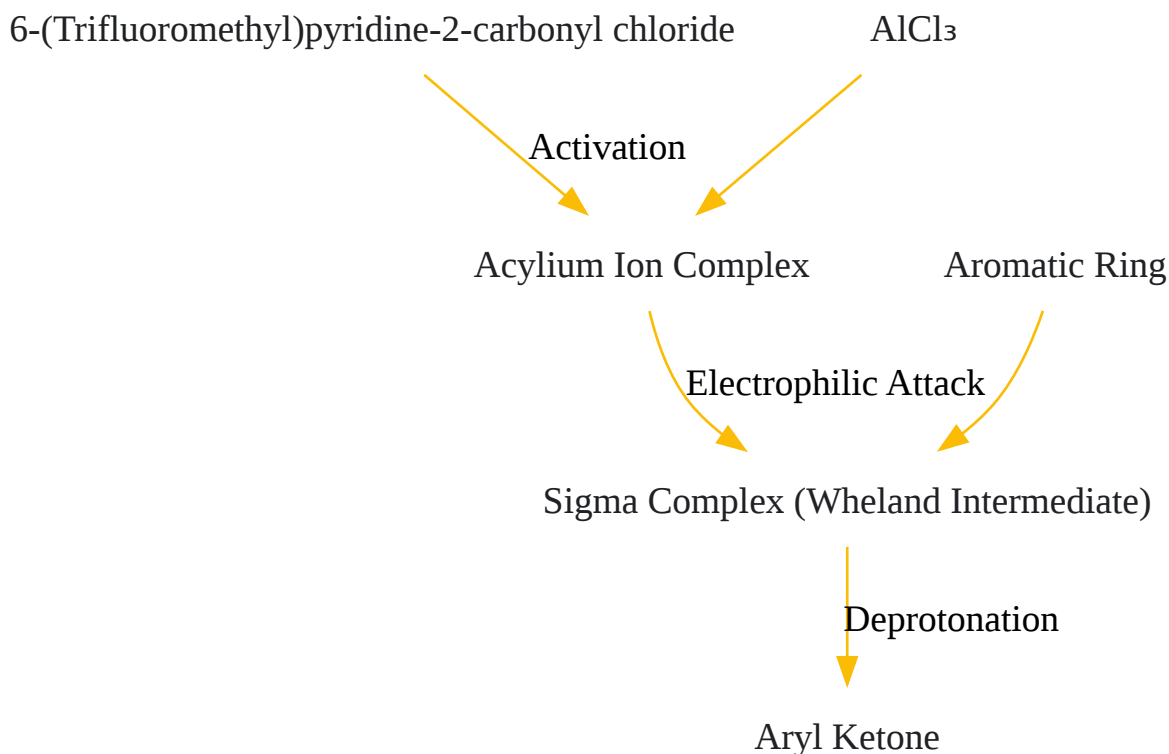 6-(Trifluoromethyl)pyridine-2-carbonyl chloride
AlCl₃
Activation
Acylium Ion Complex
Aromatic Ring
Electrophilic Attack
Sigma Complex (Wheland Intermediate)
Deprotonation
Aryl Ketone